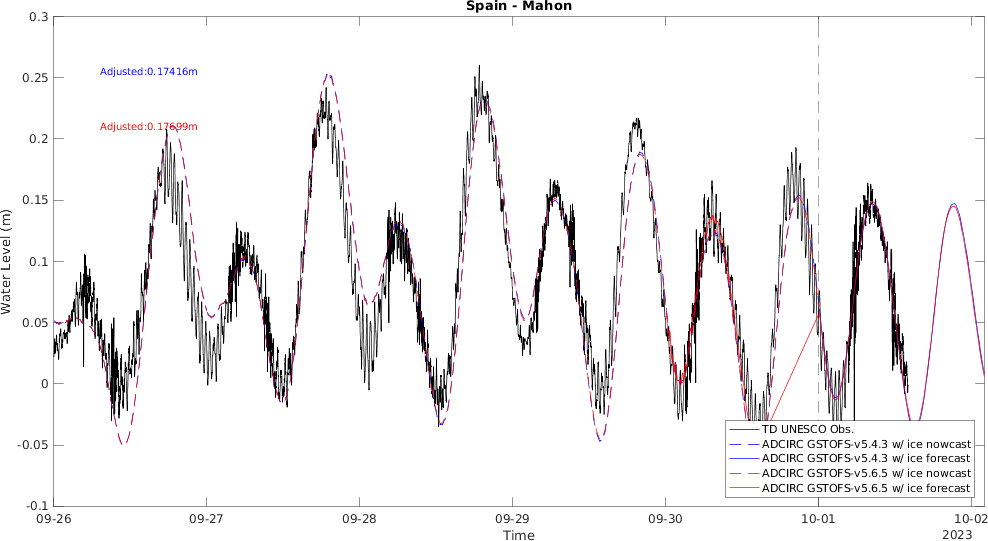 Spain - Mahon
0.3
0.25
0.2
0.15
0.1
0.05
0
-0.05
-0.1
Water Level (m)
Adjusted:0.17416m
Adjusted:0.17699m
TD UNESCO Obs.
ADCIRC GSTOFS-v5.4.3 w/ ice nowcast
ADCIRC GSTOFS-v5.4.3 w/ ice forecast
ADCIRC GSTOFS-v5.6.5 w/ ice nowcast
ADCIRC GSTOFS-v5.6.5 w/ ice forecast
09-26 09-27 09-28 09-29 09-30 10-01 10-02
Time
2023